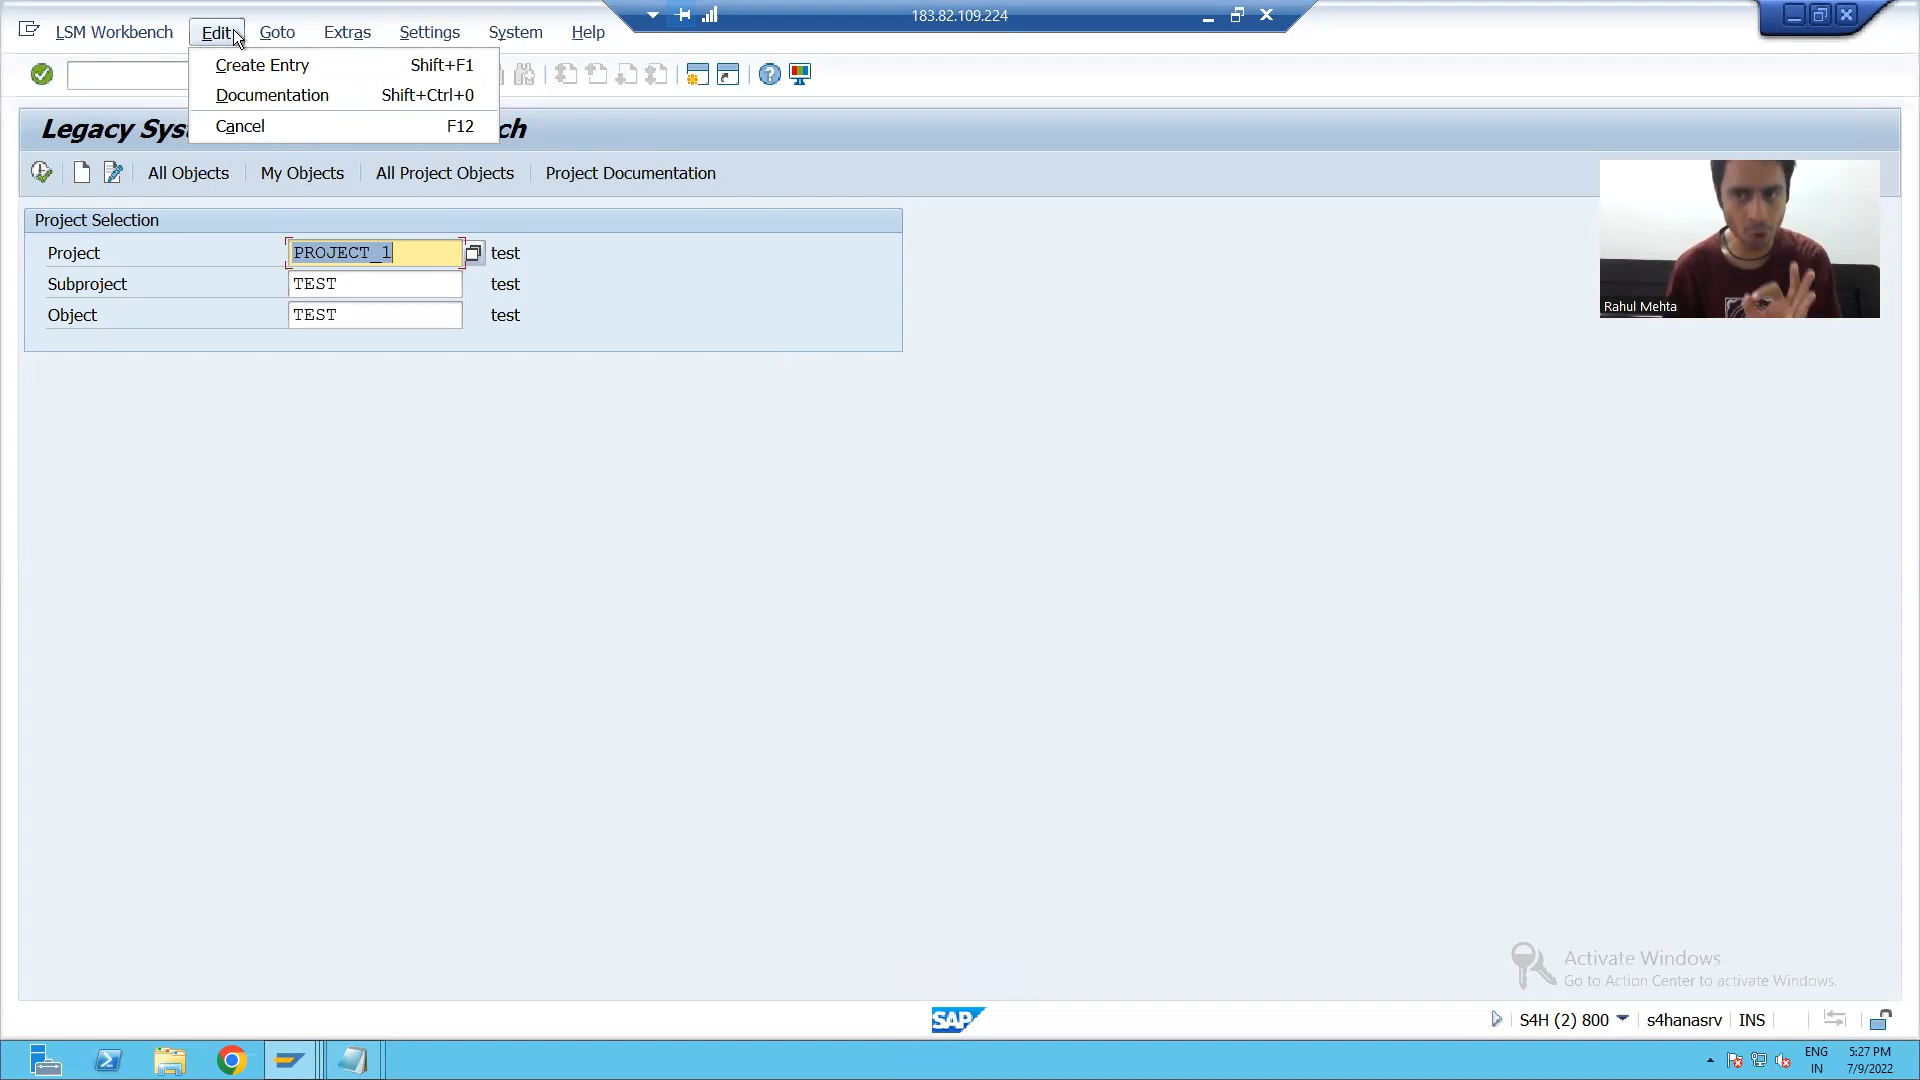 183.82.109.224
LSM Workbench Edit Goto Extras Settings System Help
Create Entry Shift+F1
Documentation Shift+Ctrl+0
Cancel F12
Legacy Sys ch
All Objects My Objects All Project Objects Project Documentation
Project Selection
Project PROJECT_1 test
Subproject TEST test
Object TEST test
Rahul Mehta
Activate Windows
Go to Action Center to activate Windows.
SAP
S4H (2) 800 s4hanasrv INS
ENG 5:27 PM
IN 7/9/2022